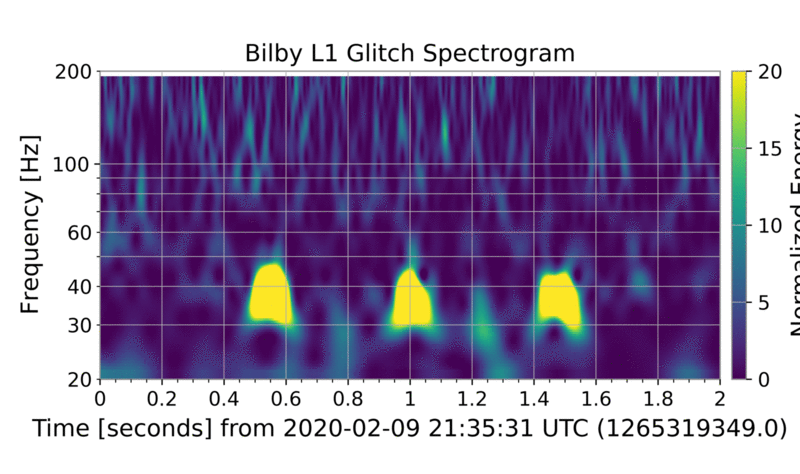 Bilby L1 Glitch Spectrogram
200
100
60
40
30
20
Frequency [Hz]
0 0.2 0.4 0.6 0.8 1 1.2 1.4 1.6 1.8 2
Time [seconds] from 2020-02-09 21:35:31 UTC (1265319349.0)
20
15
10
5
0
Normalized Energy